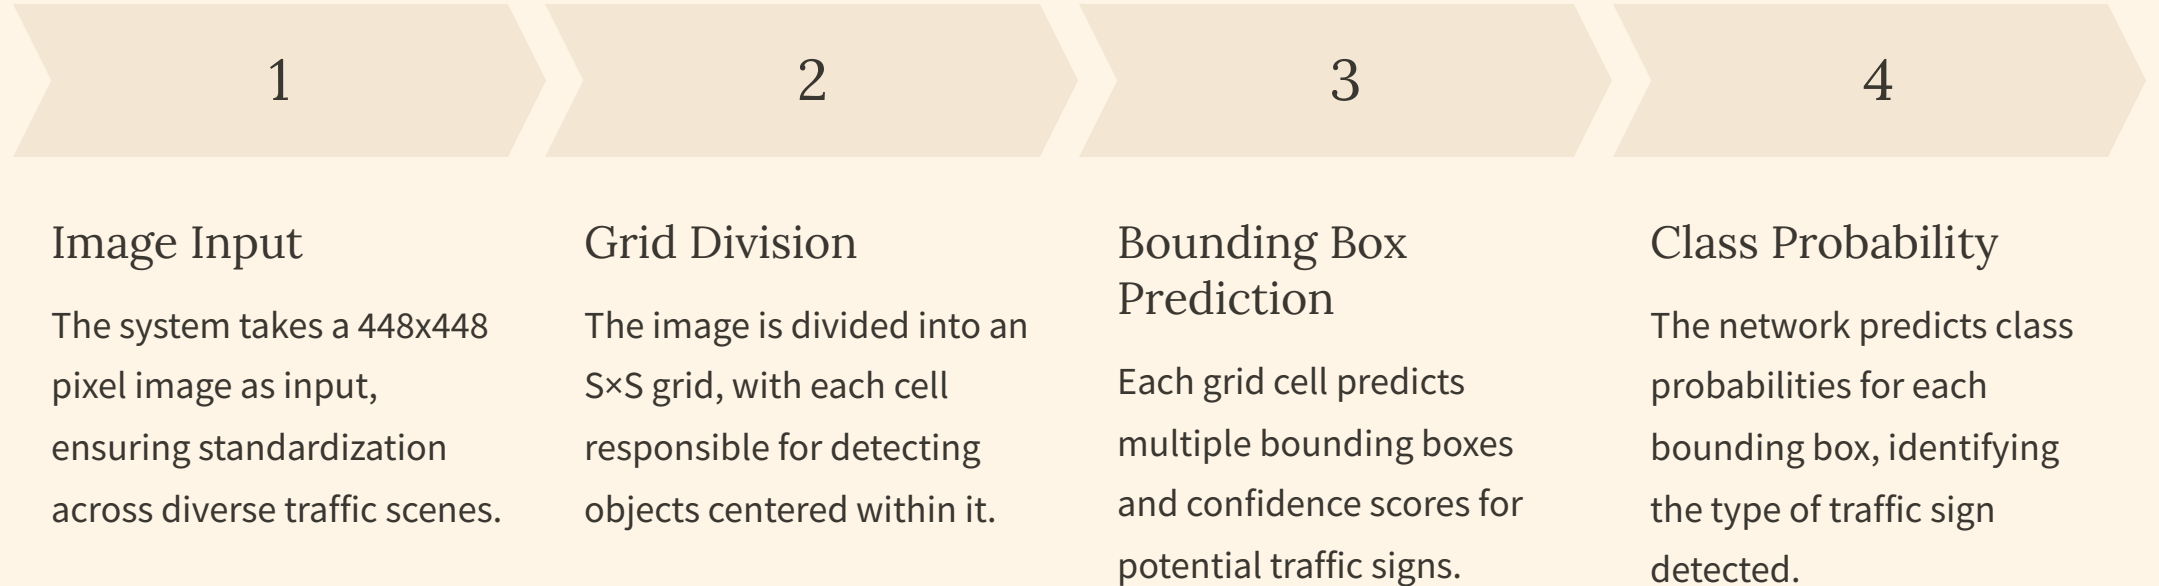 1
2
3
4
Image Input
The system takes a 448x448
pixel image as input,
ensuring standardization
across diverse traffic scenes.
Grid Division
The image is divided into an
S×S grid, with each cell
responsible for detecting
objects centered within it.
Bounding Box
Prediction
Each grid cell predicts
multiple bounding boxes
and confidence scores for
potential traffic signs.
Class Probability
The network predicts class
probabilities for each
bounding box, identifying
the type of traffic sign
detected.